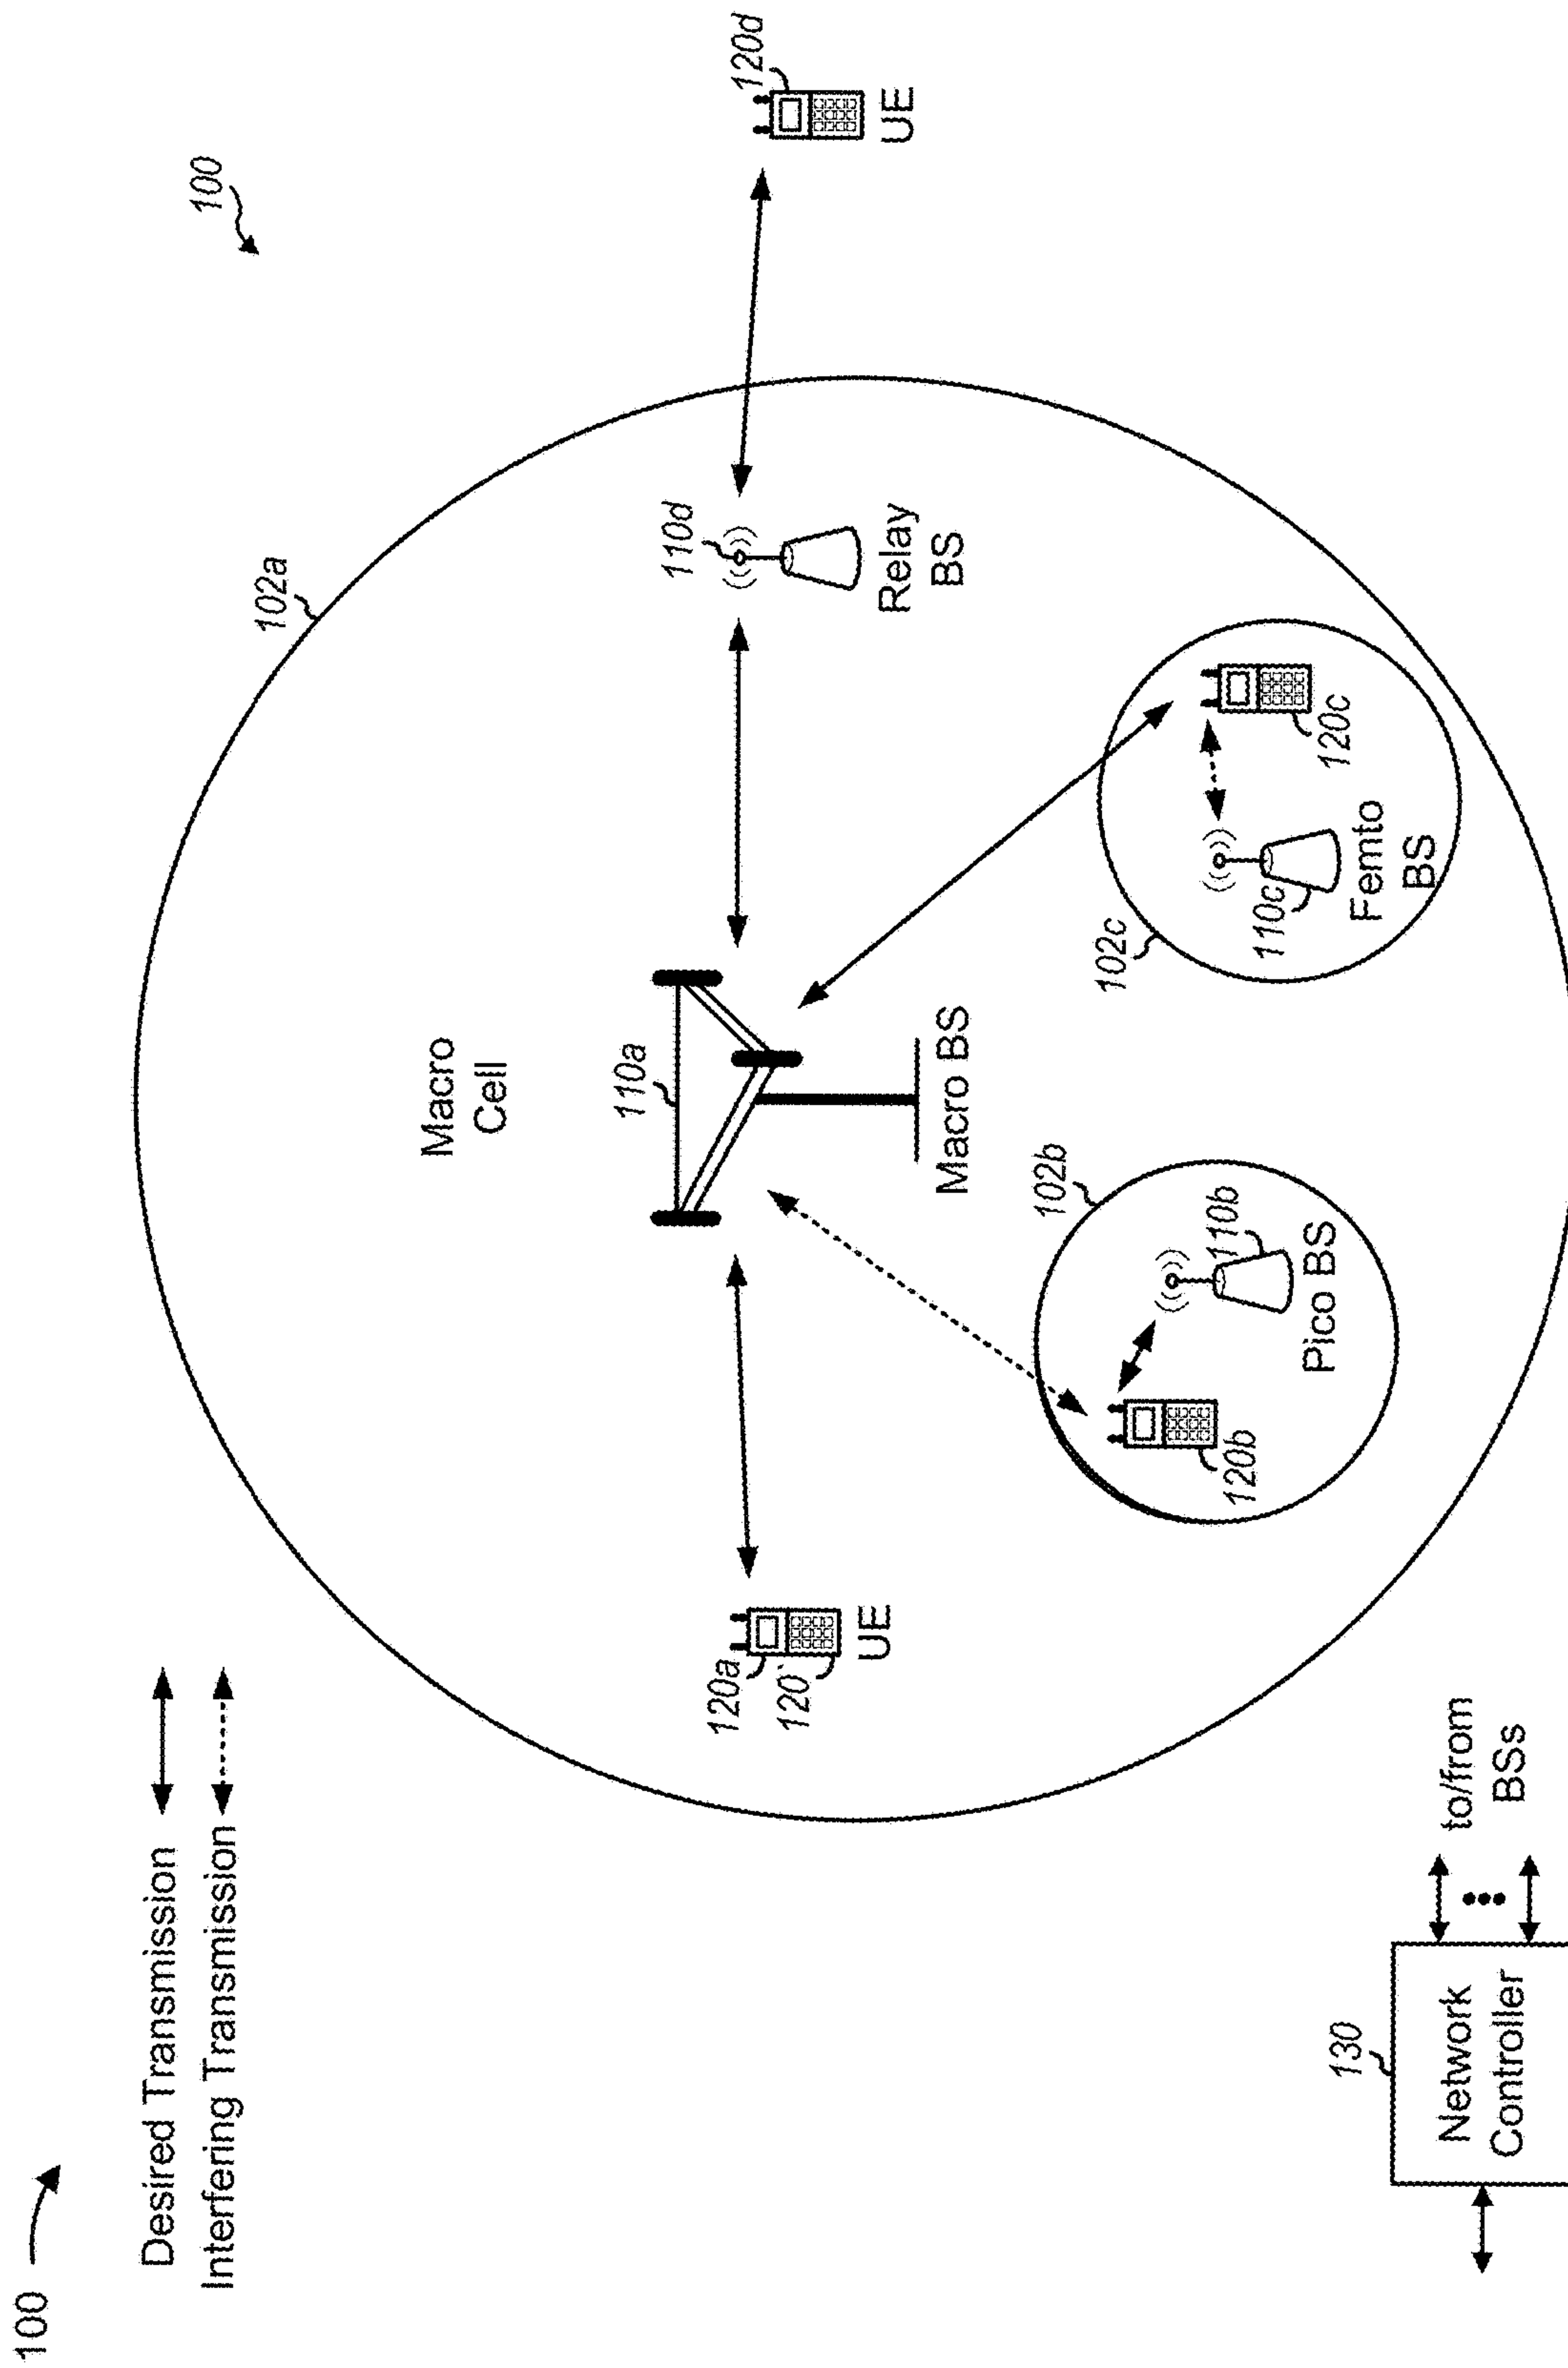 100
Desired Transmission
Interfering Transmission
100
102a
Macro
Cell
110a
110d
120d
UE
120a
120`
UE
Relay
BS
Macro BS
102b
102c
110b
Pico BS
120b
110c
Femto
BS
120c
130
Network
Controller
to/from
BSs